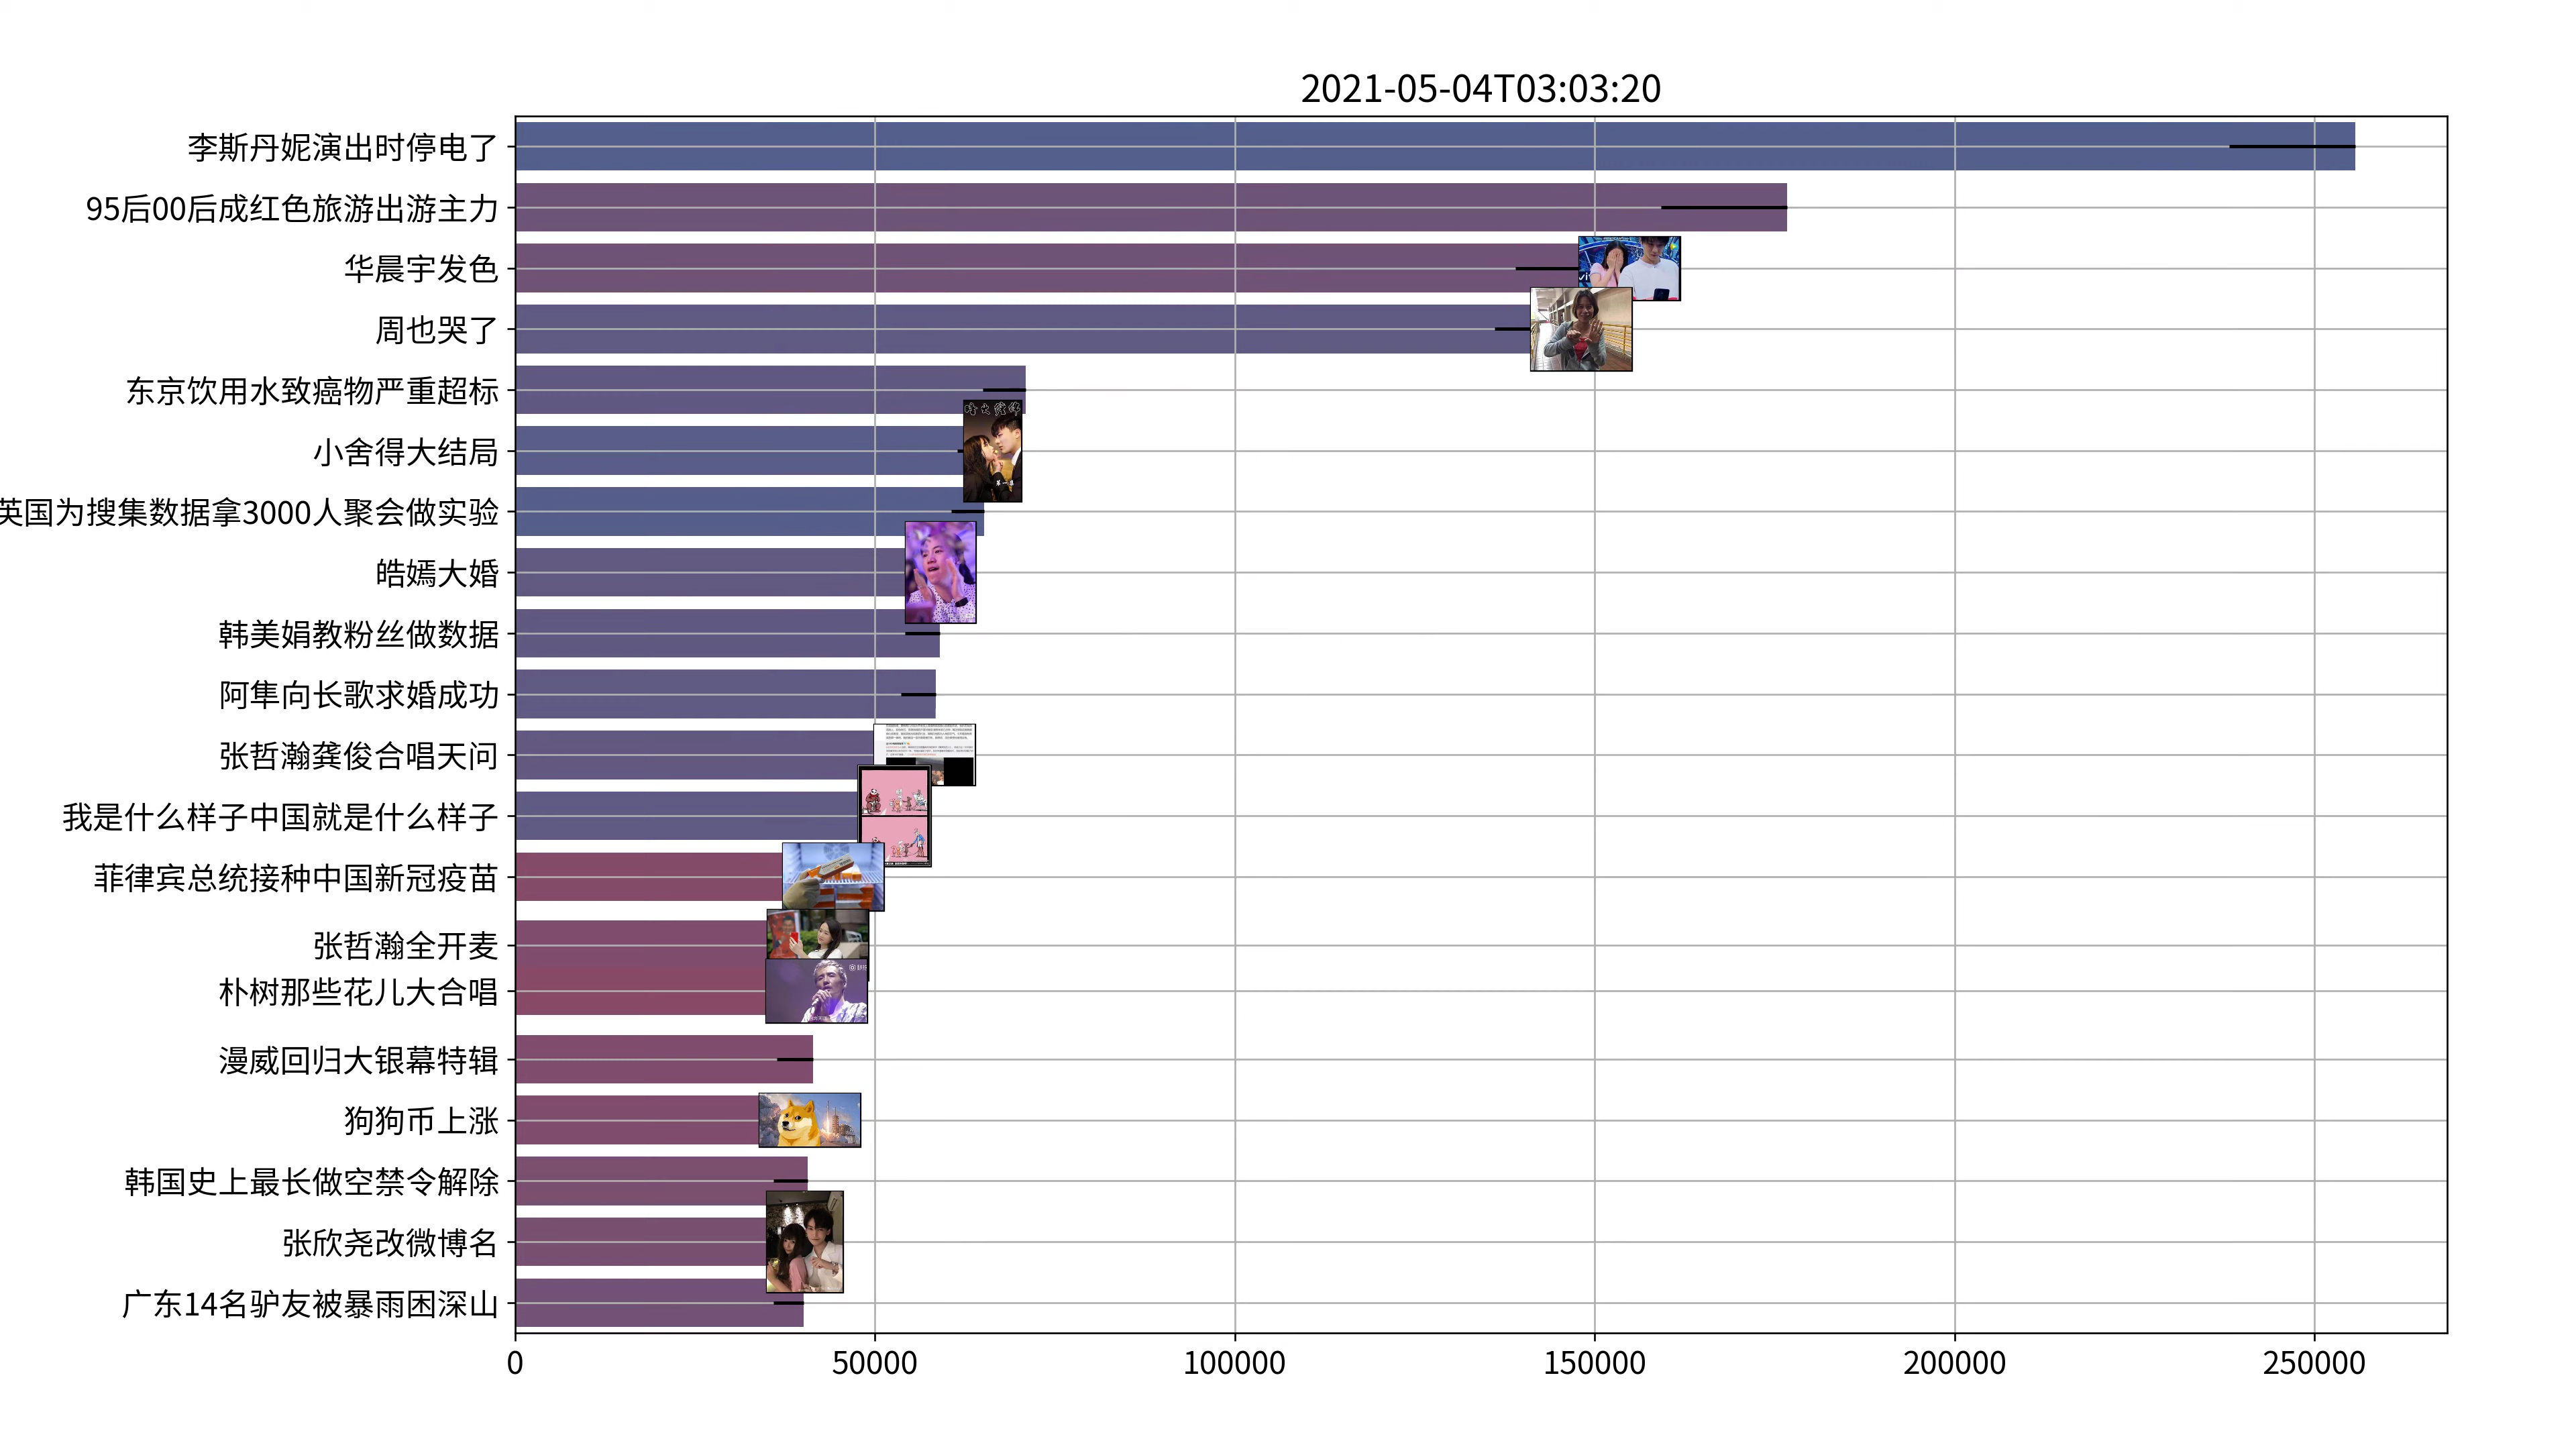 2021-05-04T03:03:20
李斯丹妮演出时停电了
95后00后成红色旅游出游主力
华晨宇发色
周也哭了
东京饮用水致癌物严重超标
小舍得大结局
英国为搜集数据拿3000人聚会做实验
皓嫣大婚
韩美娟教粉丝做数据
阿隼向长歌求婚成功
张哲瀚龚俊合唱天问
我是什么样子中国就是什么样子
菲律宾总统接种中国新冠疫苗
张哲瀚全开麦
朴树那些花儿大合唱
漫威回归大银幕特辑
狗狗币上涨
韩国史上最长做空禁令解除
张欣尧改微博名
广东14名驴友被暴雨困深山
0 50000 100000 150000 200000 250000